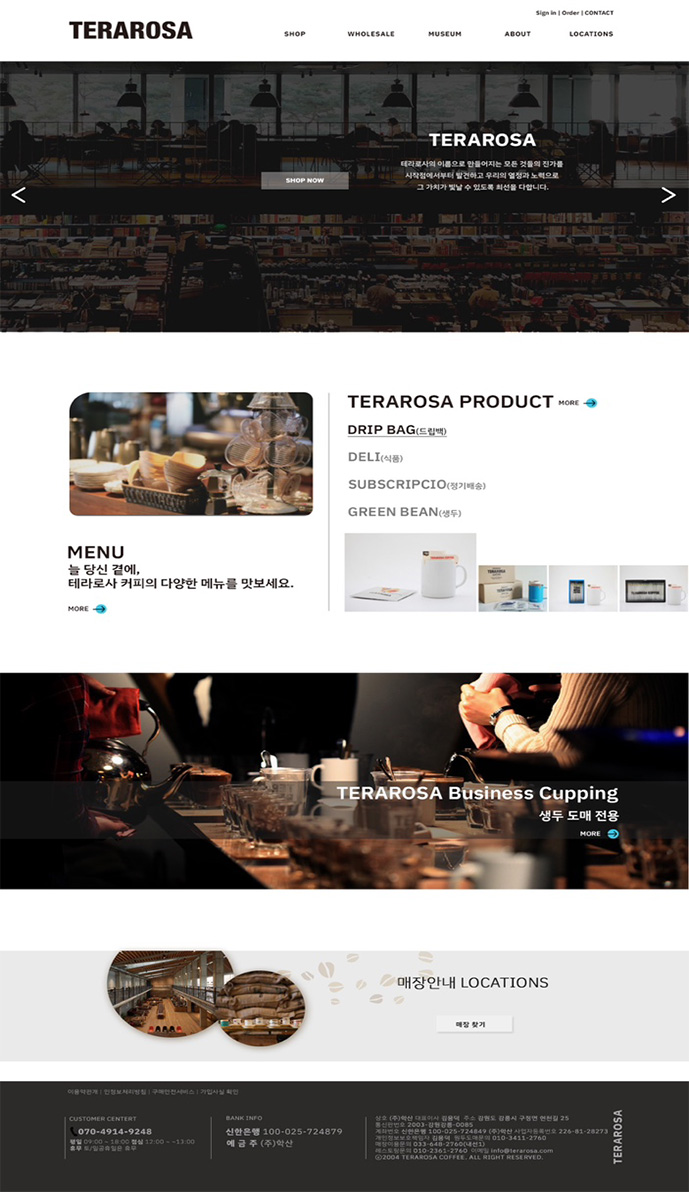 Sign in | Order | CONTACT
TERAROSA
SHOP WHOLESALE MUSEUM ABOUT LOCATIONS
TERAROSA
테라로사의 이름으로 만들어지는 모든 것들의 진가를
시작점에서부터 발견하고 우리의 열정과 노력으로
그 가치가 빛날 수 있도록 최선을 다합니다.
SHOP NOW
TERAROSA PRODUCT MORE
DRIP BAG(드립백)
DELI(식품)
SUBSCRIPCIO(정기배송)
GREEN BEAN(생두)
MENU
늘 당신 곁에,
테라로사 커피의 다양한 메뉴를 맛보세요.
MORE
TERAROSA Business Cupping
생두 도매 전용
MORE
매장안내 LOCATIONS
매장 찾기
이용약관개 | 인정보처리방침 | 구매안전서비스 | 가입사실 확인
CUSTOMER CENTERT
070-4914-9248
평일 09:00 ~ 18:00 점심 12:00 ~ ~13:00
휴무 토/일공휴일은 휴무
BANK INFO
신한은행 100-025-724879
예 금 주 (주)학산
상호 (주)학산 대표이사 김용덕 주소 강원도 강릉시 구정면 현천길 25
통신판번호 2003-강원강릉-0085
계좌번호 신한은행 100-025-724849 (주)학산 사업자등록번호 226-81-28273
개인정보보호책임자 김용덕 원두도매문의 010-3411-2760
매장이용문의 033-648-2760(내선1)
레스토랑문의 010-2361-2760 이메일 info@terarosa.com
ⓒ2004 TERAROSA COFFEE. ALL RIGHT RESERVED.
TERAROSA